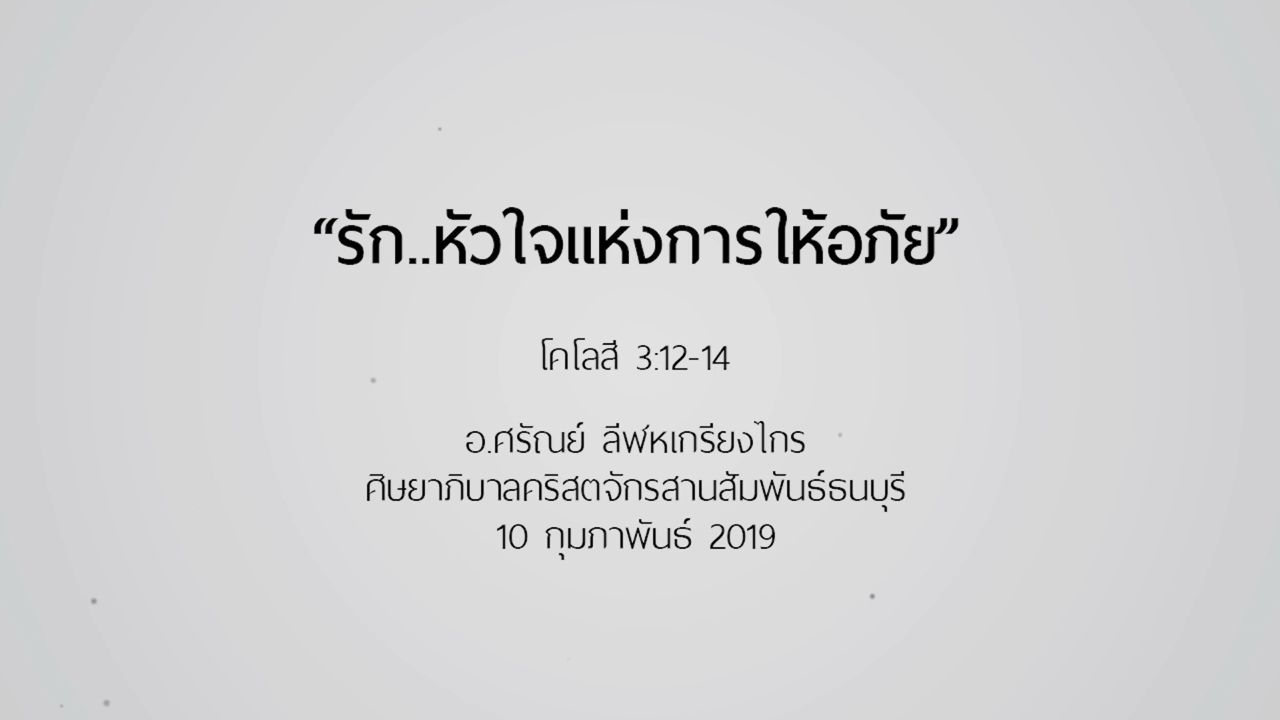 “รัก..หัวใจแห่งการให้อภัย”
โคโลสี 3:12-14
อ.ศรัณย์ ลีฬหเกรียงไกร
ศิษยาภิบาลคริสตจักรสานสัมพันธ์ธนบุรี
10 กุมภาพันธ์ 2019